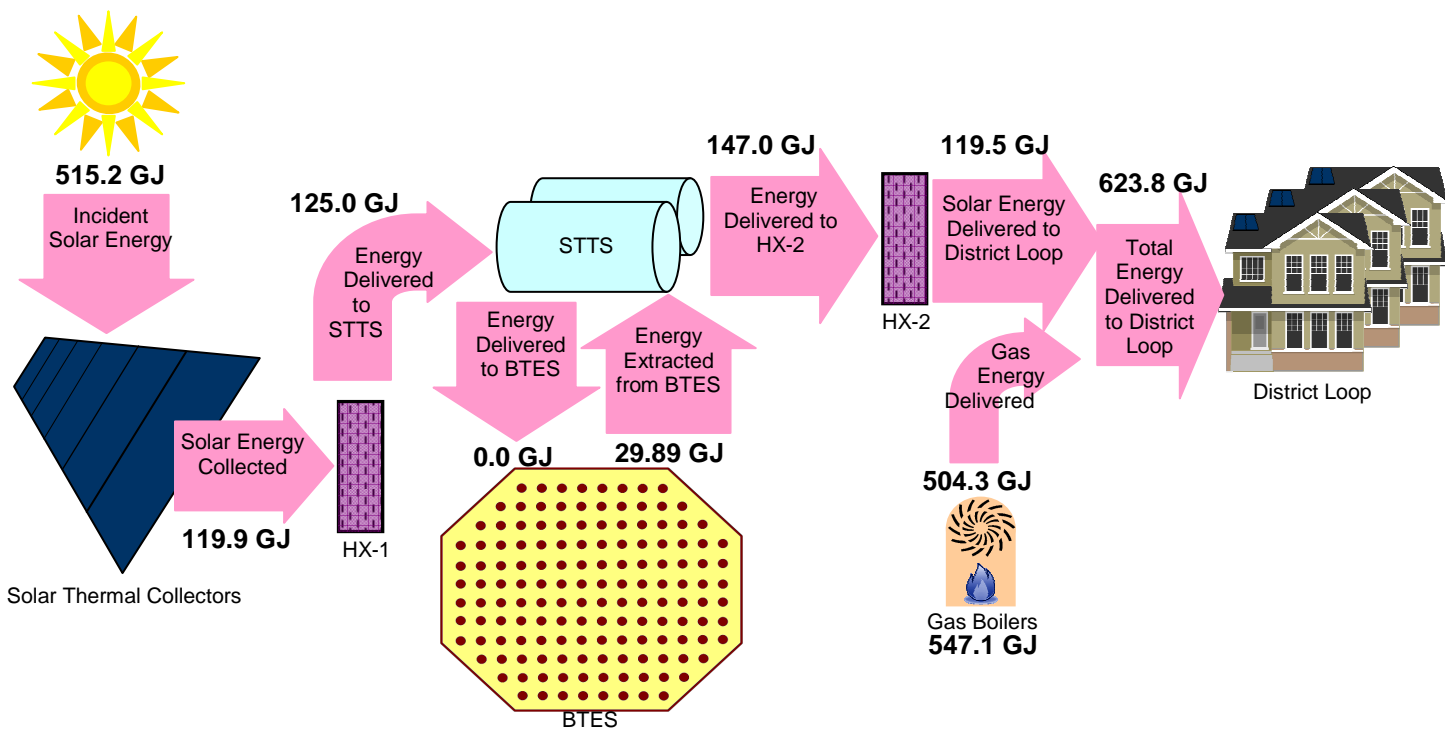 515.2 GJ
Incident
Solar Energy
Solar Thermal Collectors
Solar Energy
Collected
119.9 GJ
HX-1
125.0 GJ
Energy
Delivered
to
STTS
STTS
Energy
Delivered
to BTES
0.0 GJ
Energy
Extracted
from BTES
29.89 GJ
BTES
147.0 GJ
Energy
Delivered to
HX-2
HX-2
119.5 GJ
Solar Energy
Delivered to
District Loop
Gas
Energy
Delivered
504.3 GJ
Gas Boilers
547.1 GJ
623.8 GJ
Total
Energy
Delivered
to District
Loop
District Loop